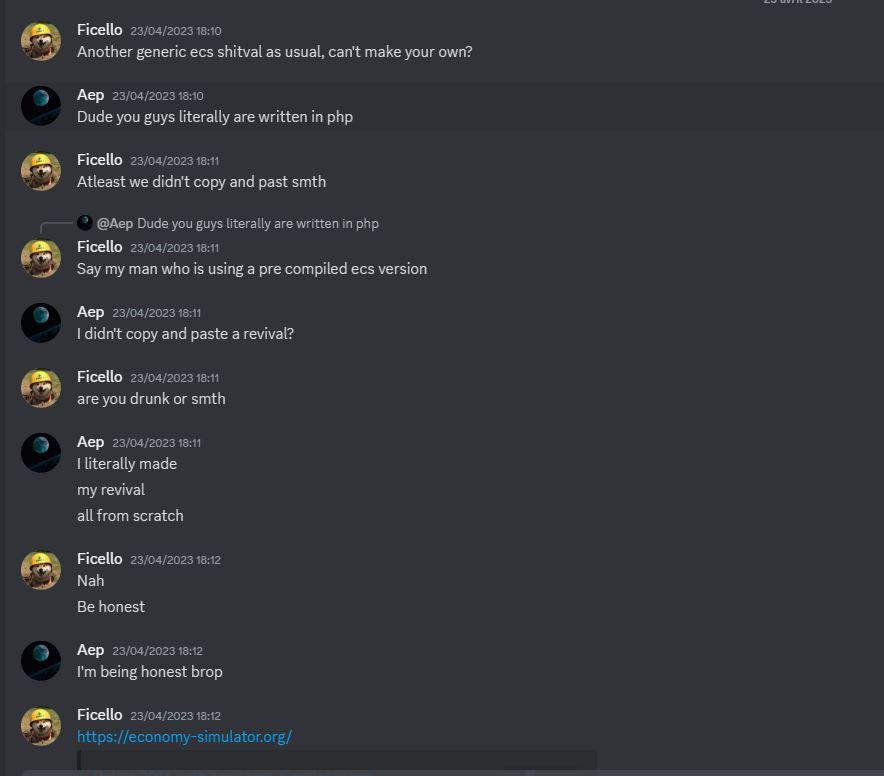 23 avril 2023
Ficello 23/04/2023 18:10
Another generic ecs shitval as usual, can't make your own?
Aep 23/04/2023 18:10
Dude you guys literally are written in php
Ficello 23/04/2023 18:11
Atleast we didn't copy and past smth
@Aep Dude you guys literally are written in php
Ficello 23/04/2023 18:11
Say my man who is using a pre compiled ecs version
Aep 23/04/2023 18:11
I didn't copy and paste a revival?
Ficello 23/04/2023 18:11
are you drunk or smth
Aep 23/04/2023 18:11
I literally made
my revival
all from scratch
Ficello 23/04/2023 18:12
Nah
Be honest
Aep 23/04/2023 18:12
I'm being honest brop
Ficello 23/04/2023 18:12
https://economy-simulator.org/